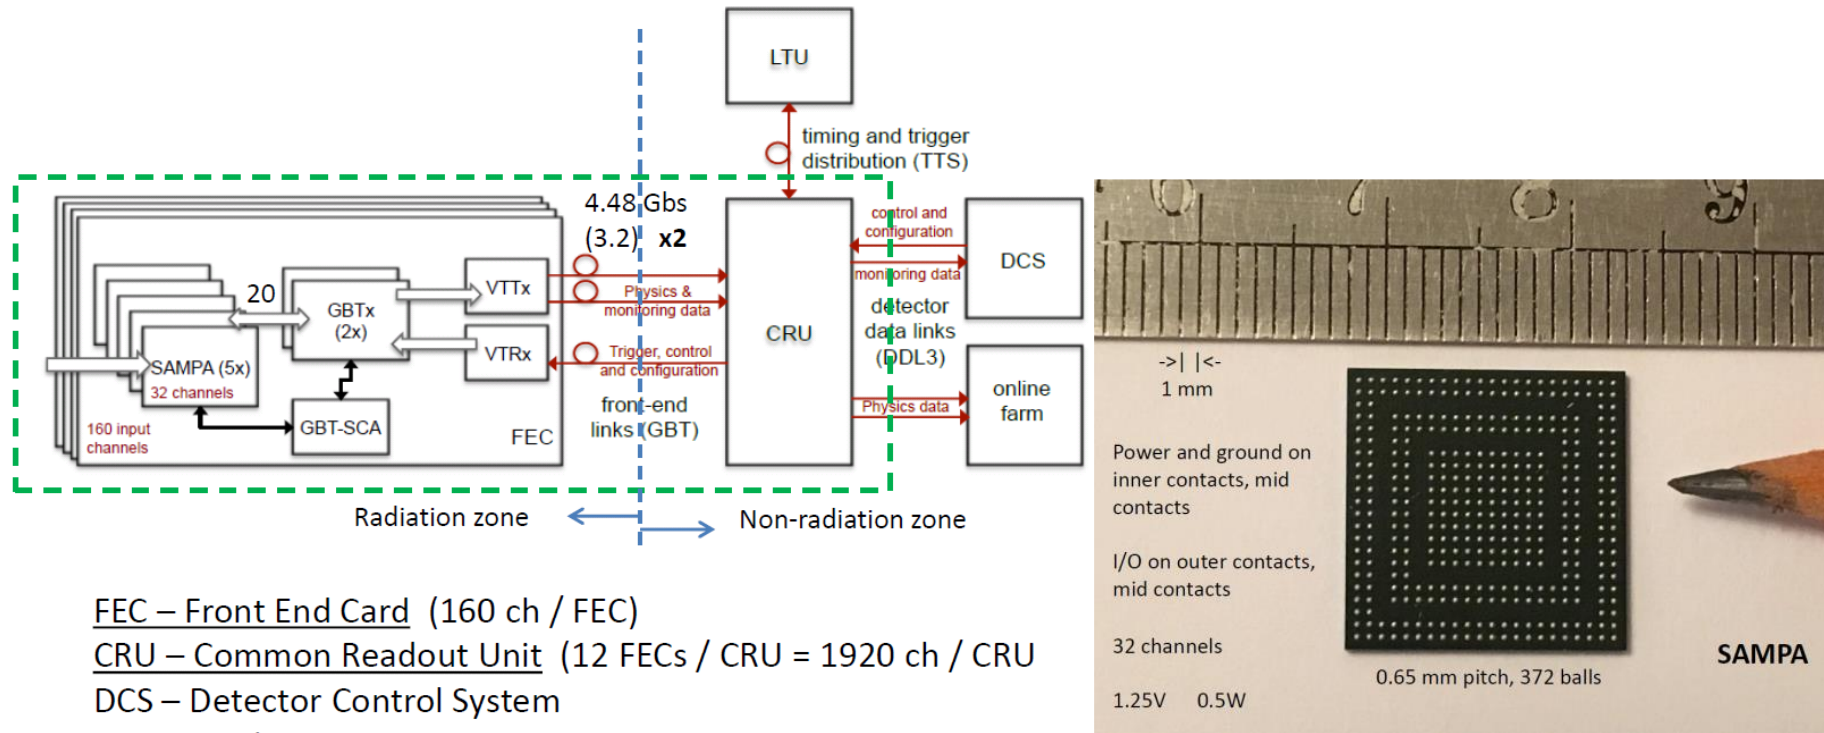 LTU
timing and trigger
distribution (TTS)
4.48 Gbs
(3.2) x2
20
SAMPA (5x)
32 channels
160 input
channels
GBTx
(2x)
GBT-SCA
VTTx
VTRx
FEC
Physics &
monitoring data
Trigger, control
and configuration
front-end
links (GBT)
CRU
control and
configuration
monitoring data
detector
data links
(DDL3)
Physics data
DCS
online
farm
Radiation zone
Non-radiation zone
FEC – Front End Card (160 ch / FEC)
CRU – Common Readout Unit (12 FECs / CRU = 1920 ch / CRU
DCS – Detector Control System
6 7 8 9
->| |<-
1 mm
Power and ground on
inner contacts, mid
contacts
I/O on outer contacts,
mid contacts
32 channels
1.25V 0.5W
0.65 mm pitch, 372 balls
SAMPA